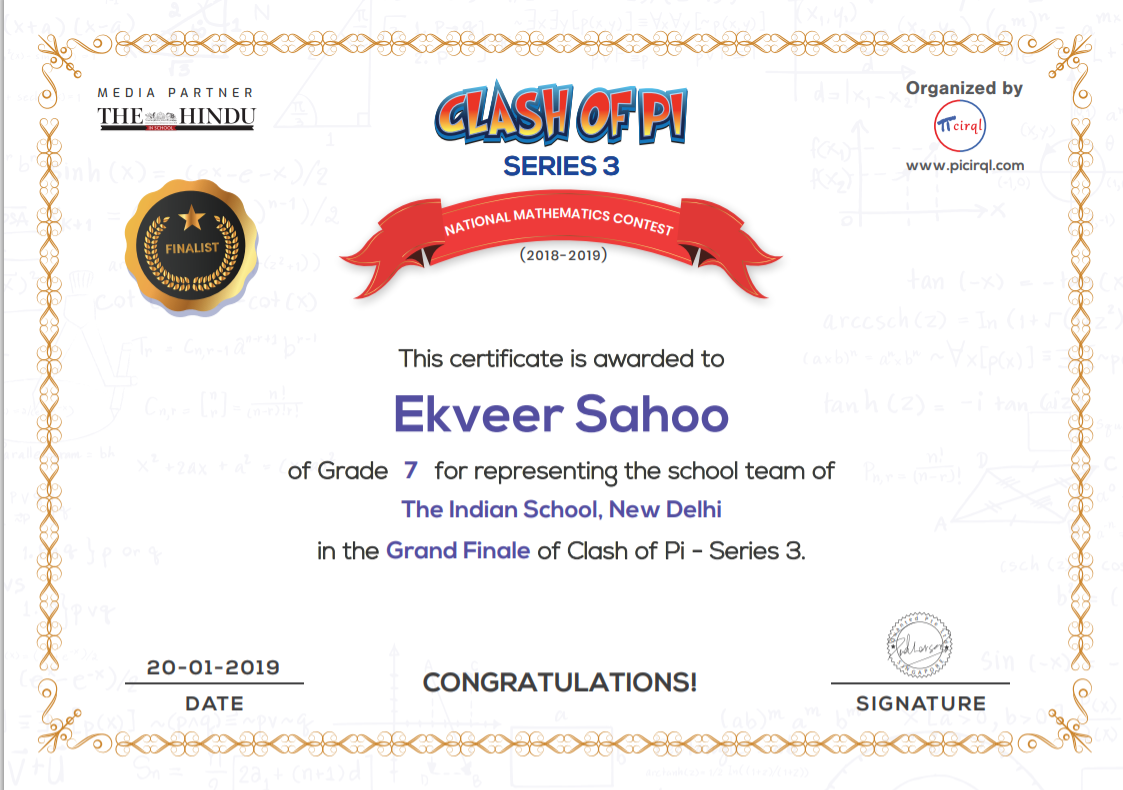 MEDIA PARTNER
THE HINDU
IN SCHOOL
CLASH OF PI
SERIES 3
Organized by
πcirql
www.picirql.com
NATIONAL MATHEMATICS CONTEST
(2018-2019)
FINALIST
This certificate is awarded to
Ekveer Sahoo
of Grade 7 for representing the school team of
The Indian School, New Delhi
in the Grand Finale of Clash of Pi - Series 3.
20-01-2019
DATE
CONGRATULATIONS!
SIGNATURE